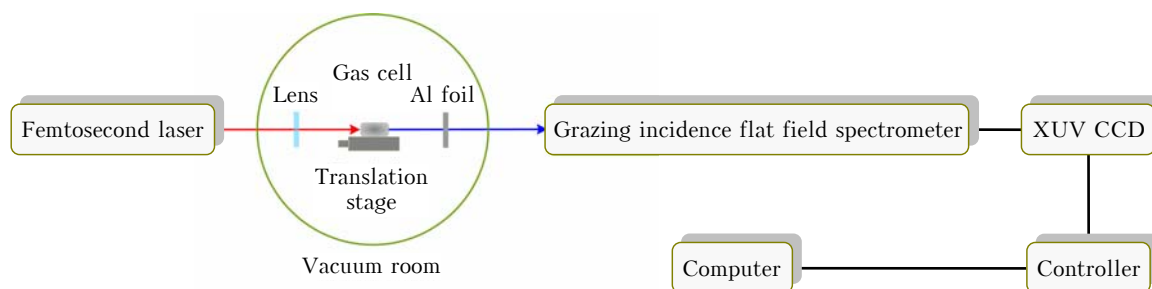 Gas cell
Lens
Al foil
Femtosecond laser
Grazing incidence flat field spectrometer
XUV CCD
Translation
stage
Vacuum room
Computer
Controller